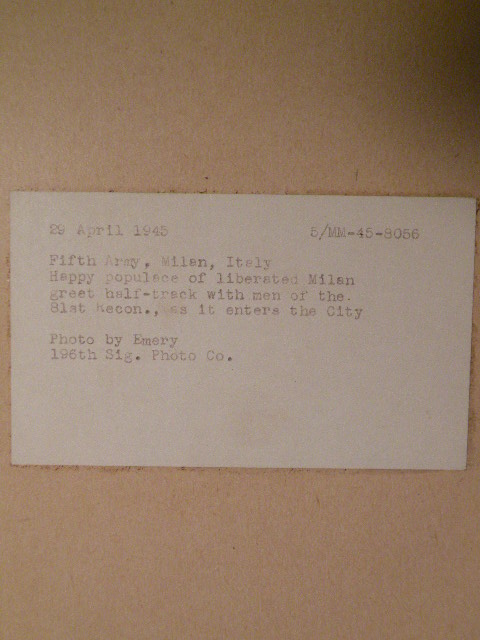 29 April 1945 5/MM-45-8056
Fifth Army, Milan, Italy
Happy populace of liberated Milan
greet half-track with men of the.
81st Recon., as it enters the City
Photo by Emery
196th Sig. Photo Co.